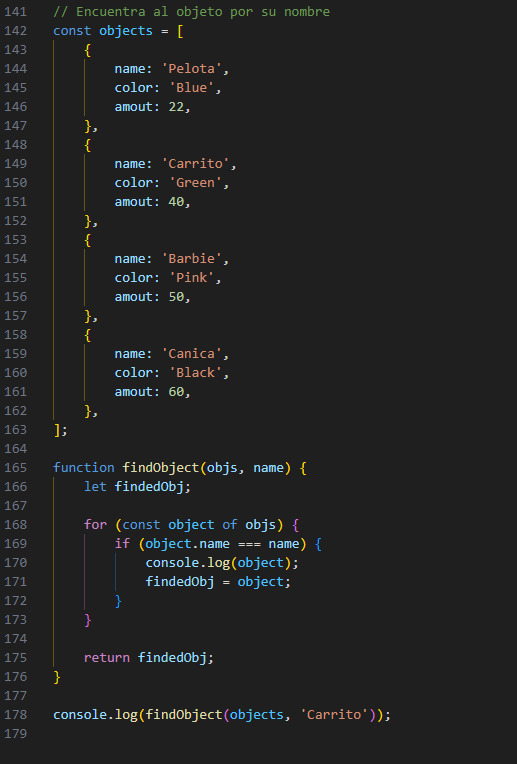 141 // Encuentra al objeto por su nombre
142 const objects = [
143     {
144         name: 'Pelota',
145         color: 'Blue',
146         amout: 22,
147     },
148     {
149         name: 'Carrito',
150         color: 'Green',
151         amout: 40,
152     },
153     {
154         name: 'Barbie',
155         color: 'Pink',
156         amout: 50,
157     },
158     {
159         name: 'Canica',
160         color: 'Black',
161         amout: 60,
162     },
163 ];
164
165 function findObject(objs, name) {
166     let findedObj;
167
168     for (const object of objs) {
169         if (object.name === name) {
170             console.log(object);
171             findedObj = object;
172         }
173     }
174
175     return findedObj;
176 }
177
178 console.log(findObject(objects, 'Carrito'));
179